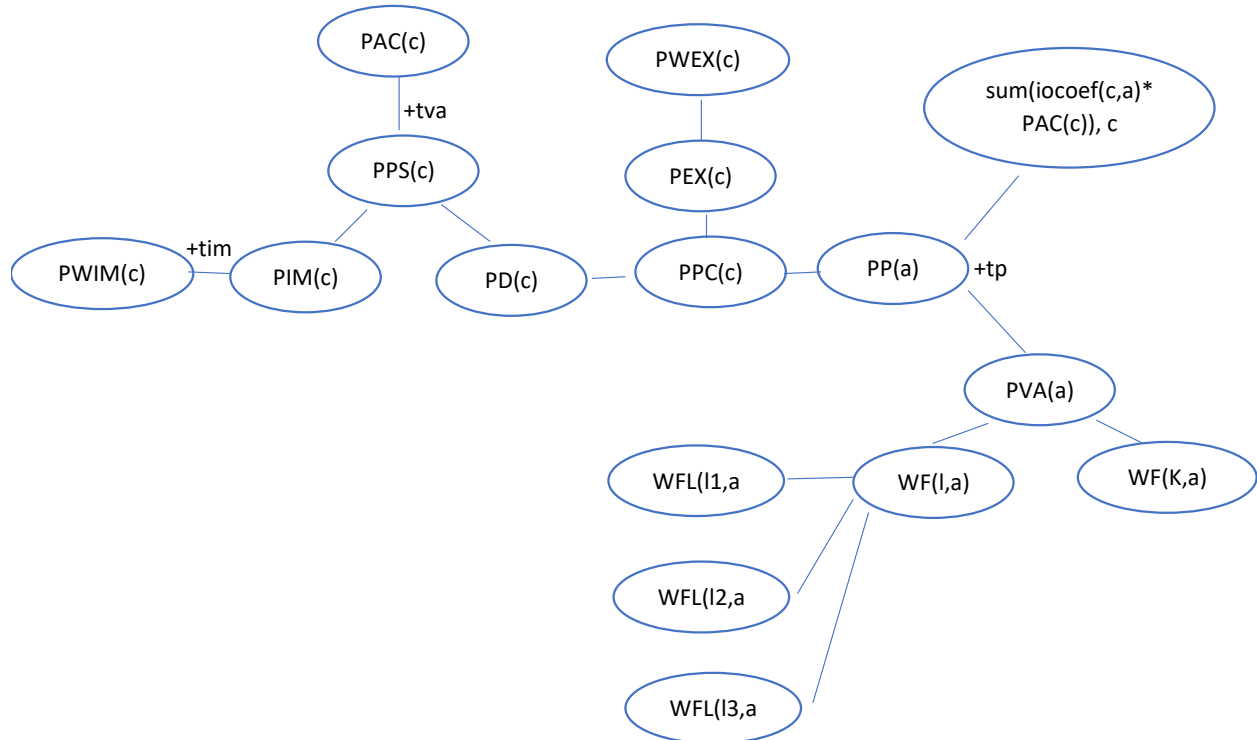 PAC(c)
PWEX(c)
sum(iocoef(c,a)*
PAC(c)), c
+tva
PPS(c)
PEX(c)
+tim
PWIM(c)
PIM(c)
PD(c)
PPC(c)
PP(a)
+tp
PVA(a)
WFL(l1,a
WF(l,a)
WF(K,a)
WFL(l2,a
WFL(l3,a